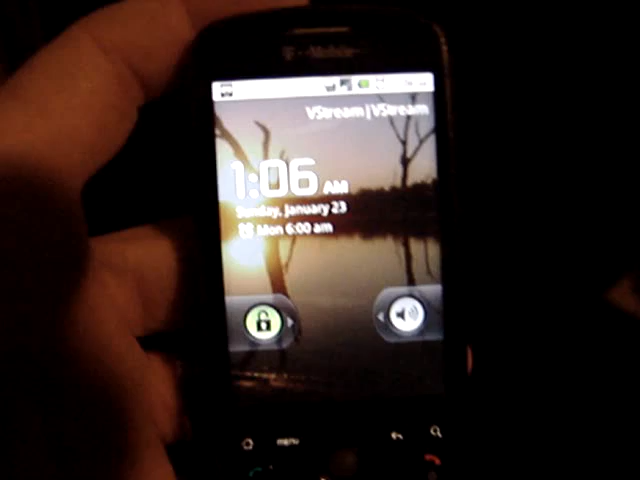 T-Mobile
VStream|VStream
1:06 AM
Sunday, January 23
Mon 6:00 am
MENU